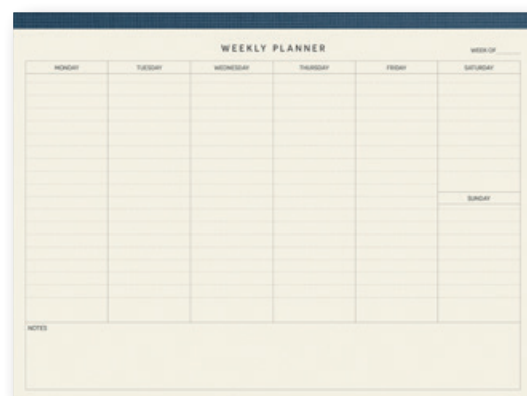 WEEKLY PLANNER
WEEK OF
MONDAY TUESDAY WEDNESDAY THURSDAY FRIDAY SATURDAY
SUNDAY
NOTES